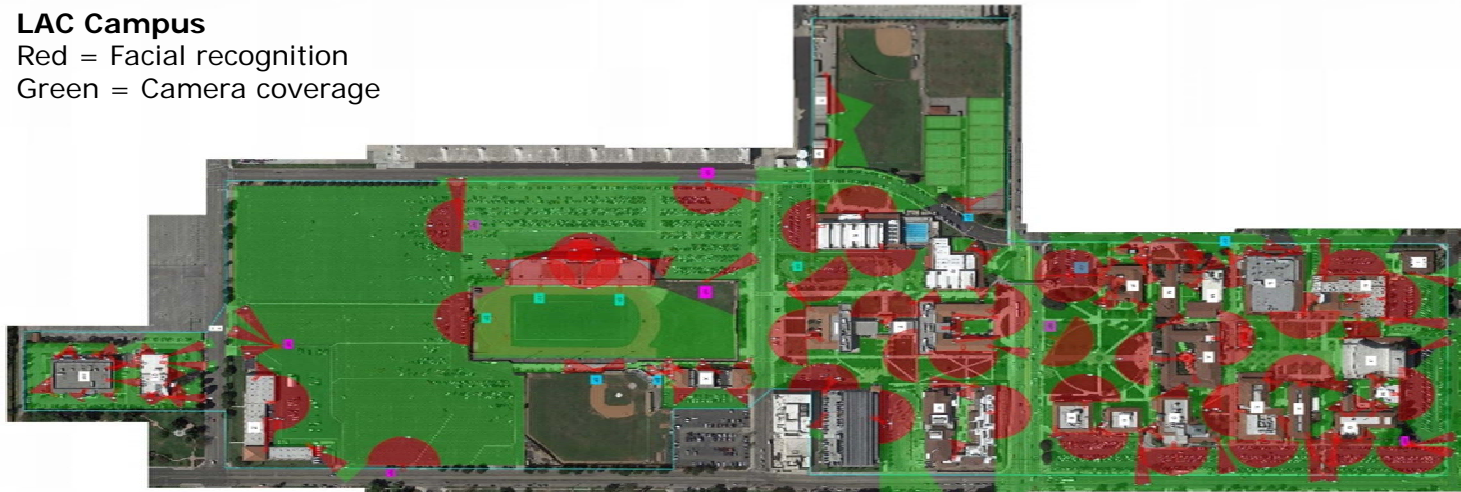 LAC Campus
Red = Facial recognition
Green = Camera coverage